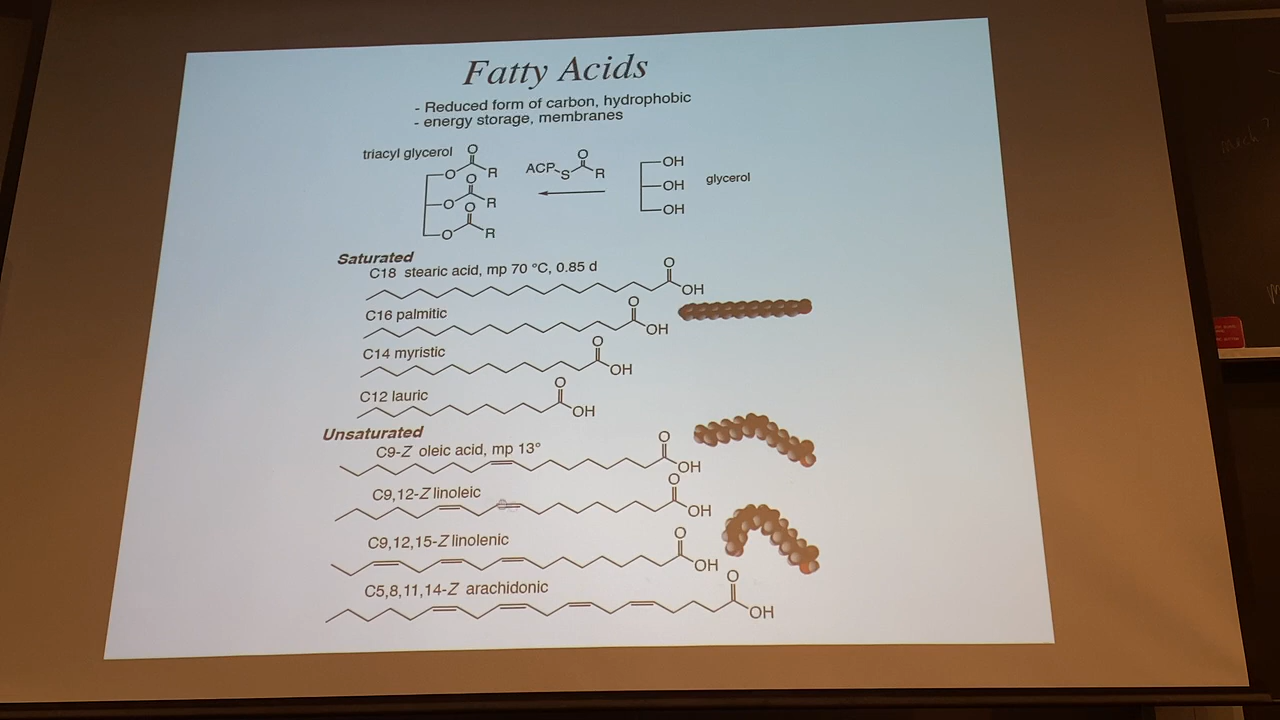 Fatty Acids
- Reduced form of carbon, hydrophobic
- energy storage, membranes
triacyl glycerol
O
O
R
O
O
R
O
O
R
ACP
S
O
R
OH
OH
OH
glycerol
Saturated
C18 stearic acid, mp 70 °C, 0.85 d
O
OH
C16 palmitic
O
OH
C14 myristic
O
OH
C12 lauric
O
OH
Unsaturated
C9-Z oleic acid, mp 13°
O
OH
C9,12-Z linoleic
O
OH
C9,12,15-Z linolenic
O
OH
C5,8,11,14-Z arachidonic
O
OH